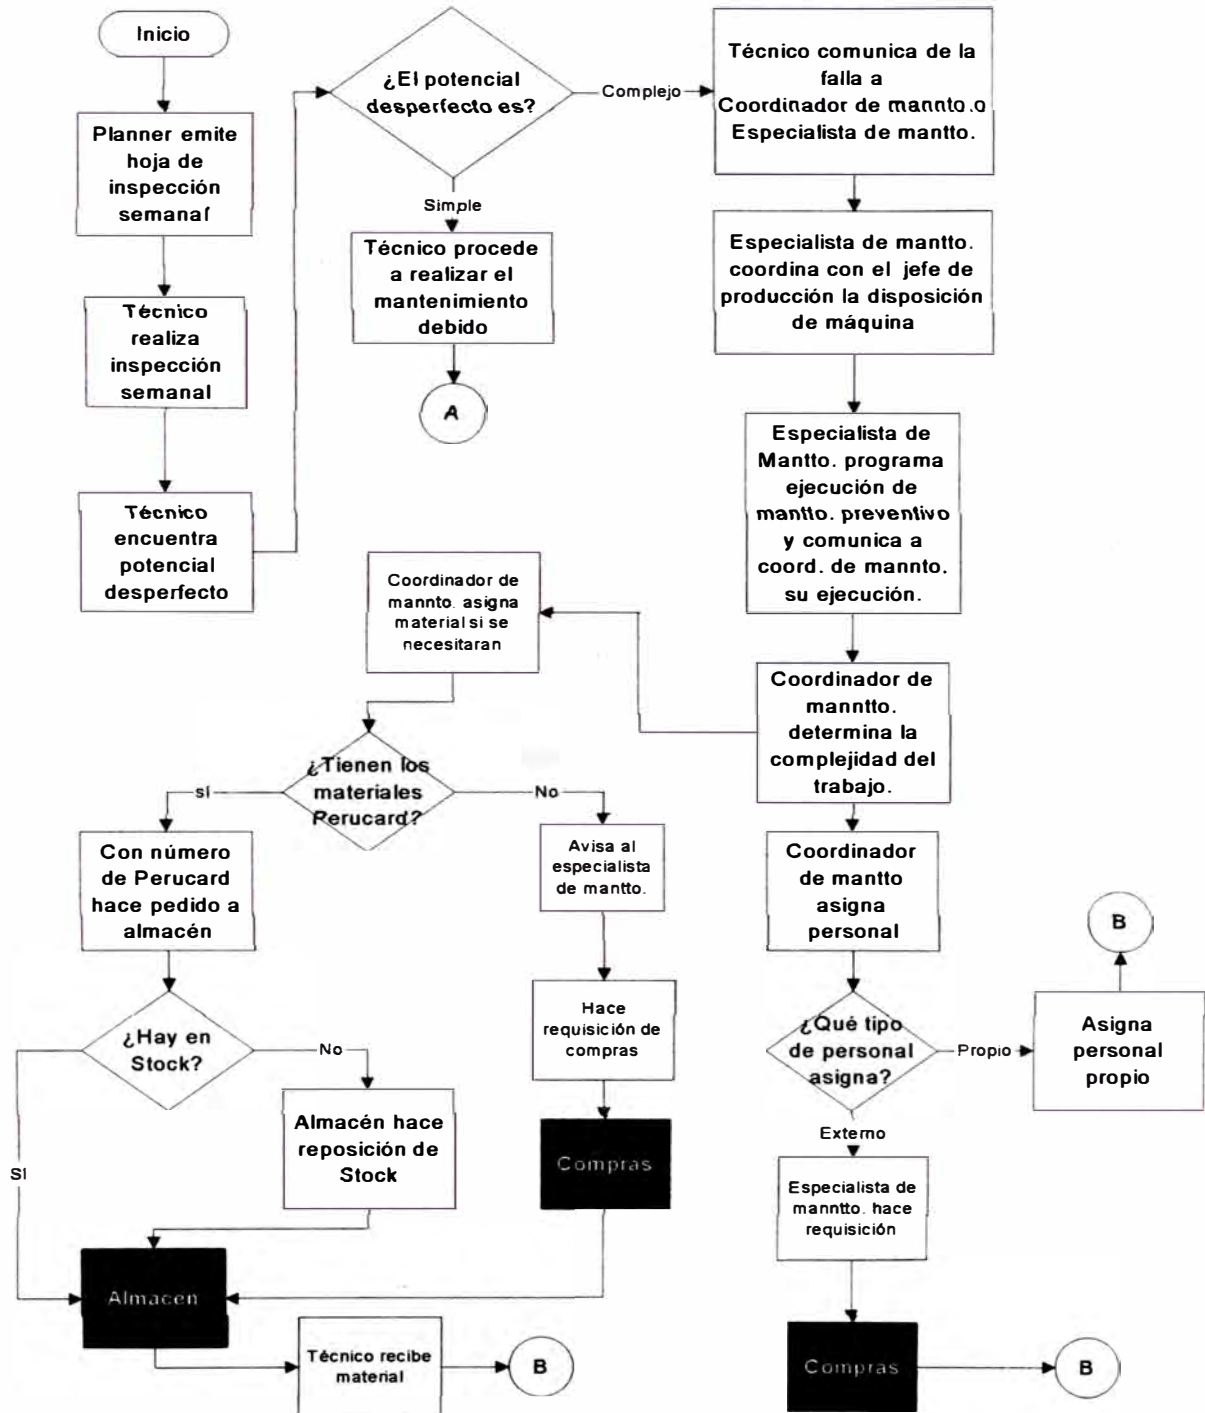 Inicio
Planner emite
hoja de
inspección
semanal
Técnico
realiza
inspección
semanal
Técnico
encuentra
potencial
desperfecto
¿El potencial
desperfecto es?
Complejo
Simple
Técnico procede
a realizar el
mantenimiento
debido
A
Técnico comunica de la
falla a
Coordinador de mannto.o
Especialista de mantto.
Especialista de mantto.
coordina con el jefe de
producción la disposición
de máquina
Especialista de
Mantto. programa
ejecución de
mantto. preventivo
y comunica a
coord. de mannto.
su ejecución.
Coordinador de
manntto.
determina la
complejidad del
trabajo.
Coordinador de
mannto. asigna
material si se
necesitaran
¿Tienen los
materiales
Perucard?
sí
No
Con número
de Perucard
hace pedido a
almacén
Avisa al
especialista
de mantto.
Hace
requisición de
compras
Compras
¿Hay en
Stock?
No
SI
Almacén hace
reposición de
Stock
Almacen
Técnico recibe
material
B
Coordinador
de mantto
asigna
personal
¿Qué tipo
de personal
asigna?
Propio
Asigna
personal
propio
B
Externo
Especialista de
manntto. hace
requisición
Compras
B